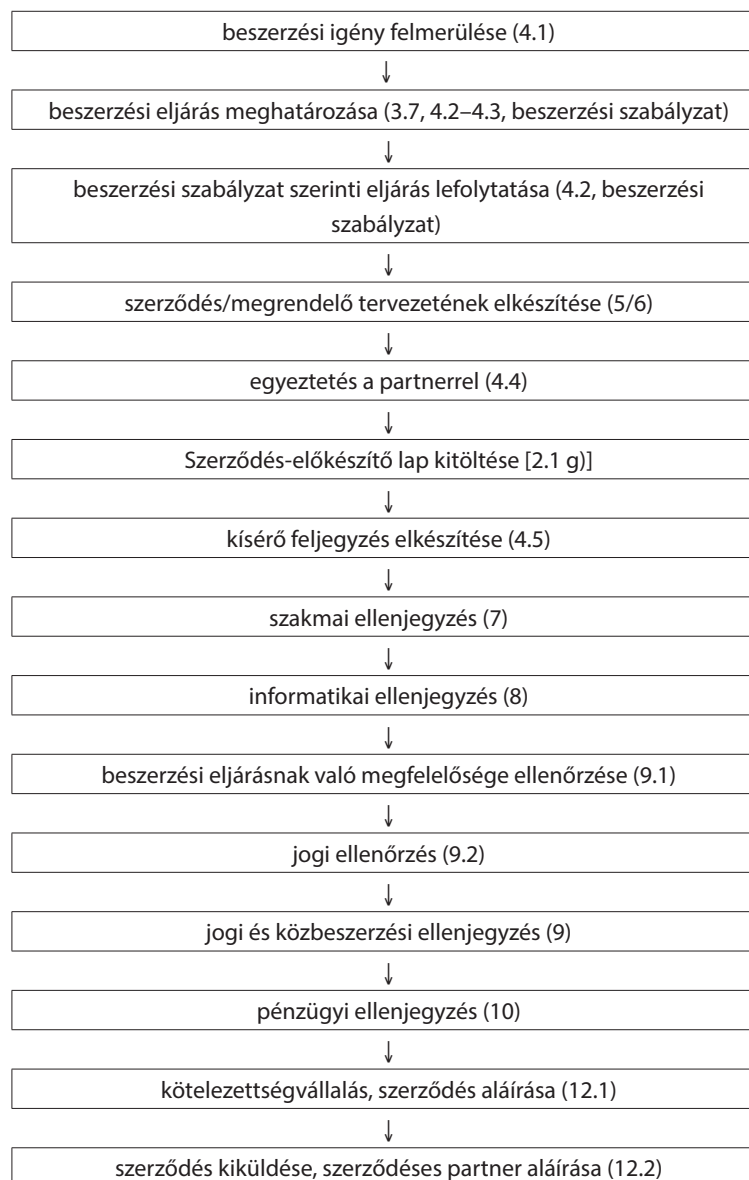 beszerzési igény felmerülése (4.1)
↓
beszerzési eljárás meghatározása (3.7, 4.2–4.3, beszerzési szabályzat)
↓
beszerzési szabályzat szerinti eljárás lefolytatása (4.2, beszerzési
szabályzat)
↓
szerződés/megrendelő tervezetének elkészítése (5/6)
↓
egyeztetés a partnerrel (4.4)
↓
Szerződés-előkészítő lap kitöltése [2.1 g)]
↓
kísérő feljegyzés elkészítése (4.5)
↓
szakmai ellenjegyzés (7)
↓
informatikai ellenjegyzés (8)
↓
beszerzési eljárásnak való megfelelősége ellenőrzése (9.1)
↓
jogi ellenőrzés (9.2)
↓
jogi és közbeszerzési ellenjegyzés (9)
↓
pénzügyi ellenjegyzés (10)
↓
kötelezettségvállalás, szerződés aláírása (12.1)
↓
szerződés kiküldése, szerződéses partner aláírása (12.2)